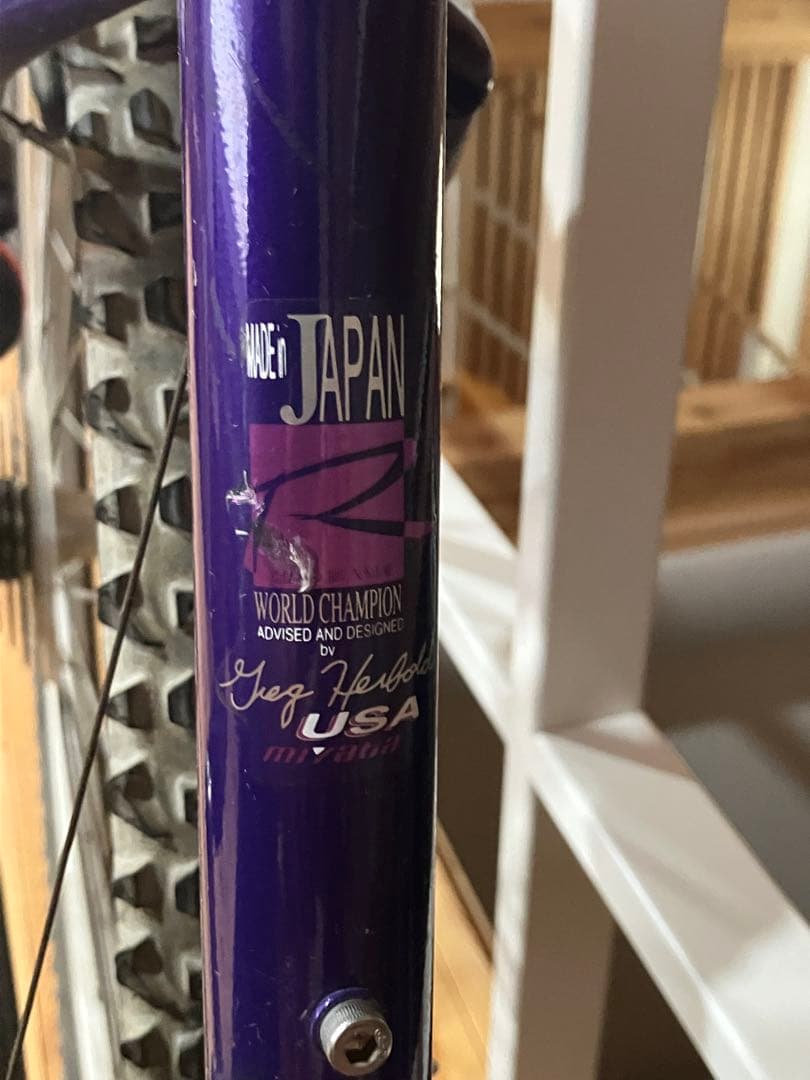 MADE in JAPAN
R
WORLD CHAMPION
ADVISED AND DESIGNED
by
Greg Herbold
USA
miyata